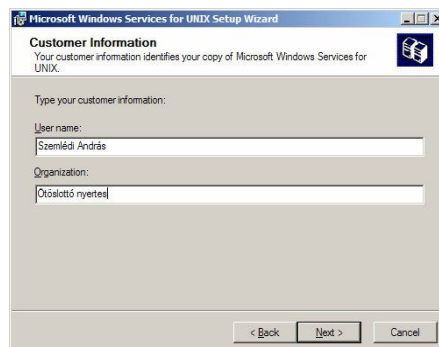 Microsoft Windows Services for UNIX Setup Wizard
Customer Information
Your customer information identifies your copy of Microsoft Windows Services for
UNIX.
Type your customer information:
User name:
Szemlédi András
Organization:
Ötöslottó nyertes
< Back Next > Cancel